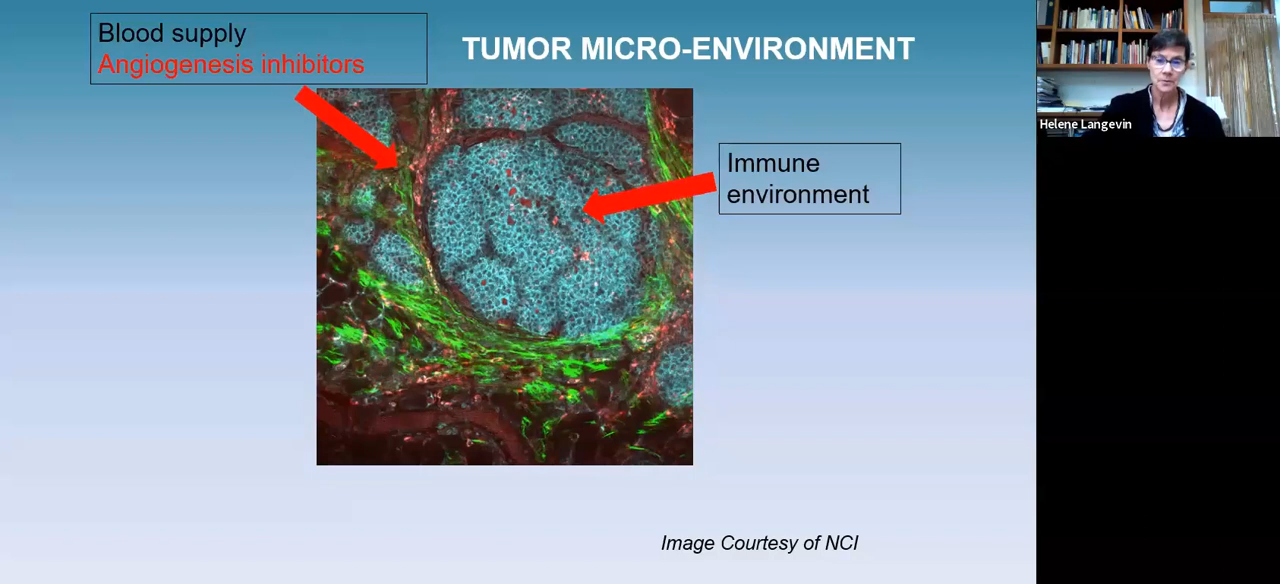 Blood supply
Angiogenesis inhibitors
TUMOR MICRO-ENVIRONMENT
Helene Langevin
Immune
environment
Image Courtesy of NCI